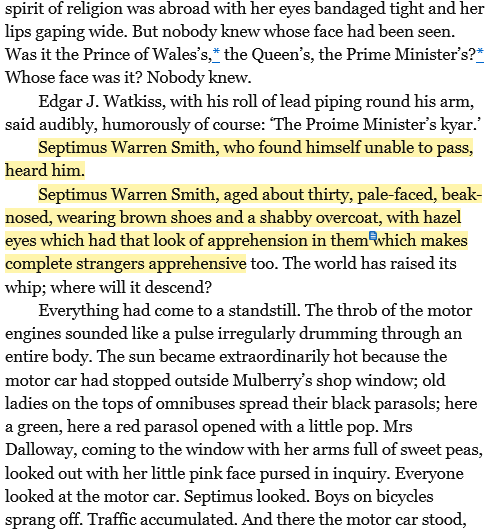 spirit of religion was abroad with her eyes bandaged tight and her
lips gaping wide. But nobody knew whose face had been seen.
Was it the Prince of Wales’s,* the Queen’s, the Prime Minister’s?*
Whose face was it? Nobody knew.
Edgar J. Watkiss, with his roll of lead piping round his arm,
said audibly, humorously of course: ‘The Proime Minister’s kyar.’
Septimus Warren Smith, who found himself unable to pass,
heard him.
Septimus Warren Smith, aged about thirty, pale-faced, beak-
nosed, wearing brown shoes and a shabby overcoat, with hazel
eyes which had that look of apprehension in them which makes
complete strangers apprehensive too. The world has raised its
whip; where will it descend?
Everything had come to a standstill. The throb of the motor
engines sounded like a pulse irregularly drumming through an
entire body. The sun became extraordinarily hot because the
motor car had stopped outside Mulberry’s shop window; old
ladies on the tops of omnibuses spread their black parasols; here
a green, here a red parasol opened with a little pop. Mrs
Dalloway, coming to the window with her arms full of sweet peas,
looked out with her little pink face pursed in inquiry. Everyone
looked at the motor car. Septimus looked. Boys on bicycles
sprang off. Traffic accumulated. And there the motor car stood,